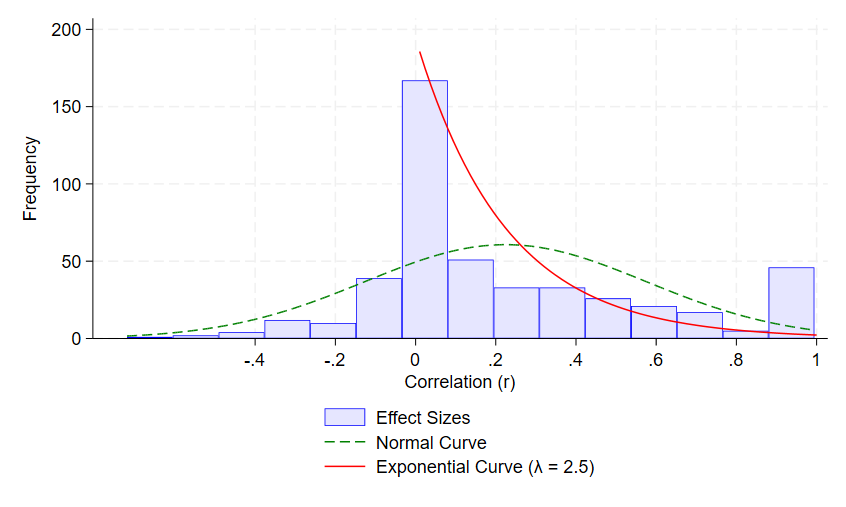 200
150
100
50
0
Frequency
-.4 -.2 0 .2 .4 .6 .8 1
Correlation (r)
Effect Sizes
Normal Curve
Exponential Curve (λ = 2.5)